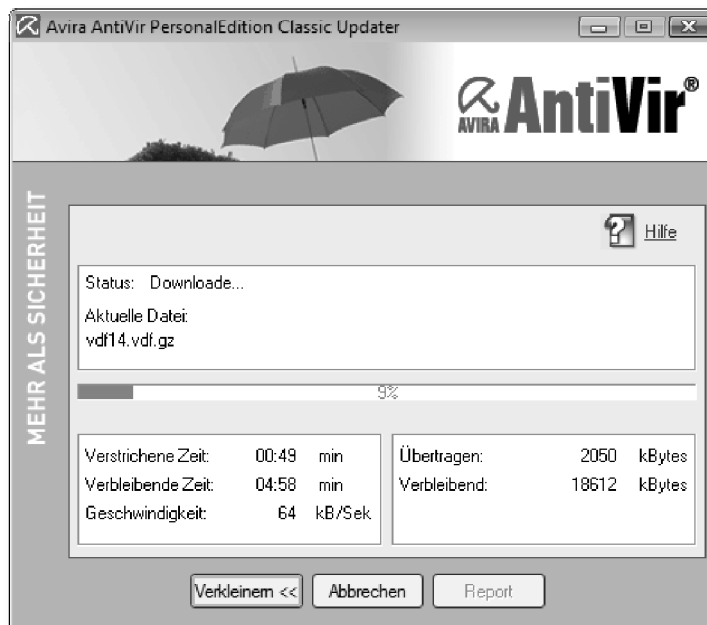 Avira AntiVir PersonalEdition Classic Updater
AVIRA AntiVir®
MEHR ALS SICHERHEIT
Hilfe
Status: Downloade...
Aktuelle Datei:
vdf14.vdf.gz
9%
Verstrichene Zeit: 00:49 min
Verbleibende Zeit: 04:58 min
Geschwindigkeit: 64 kB/Sek
Übertragen: 2050 kBytes
Verbleibend: 18612 kBytes
Verkleinern << Abbrechen Report